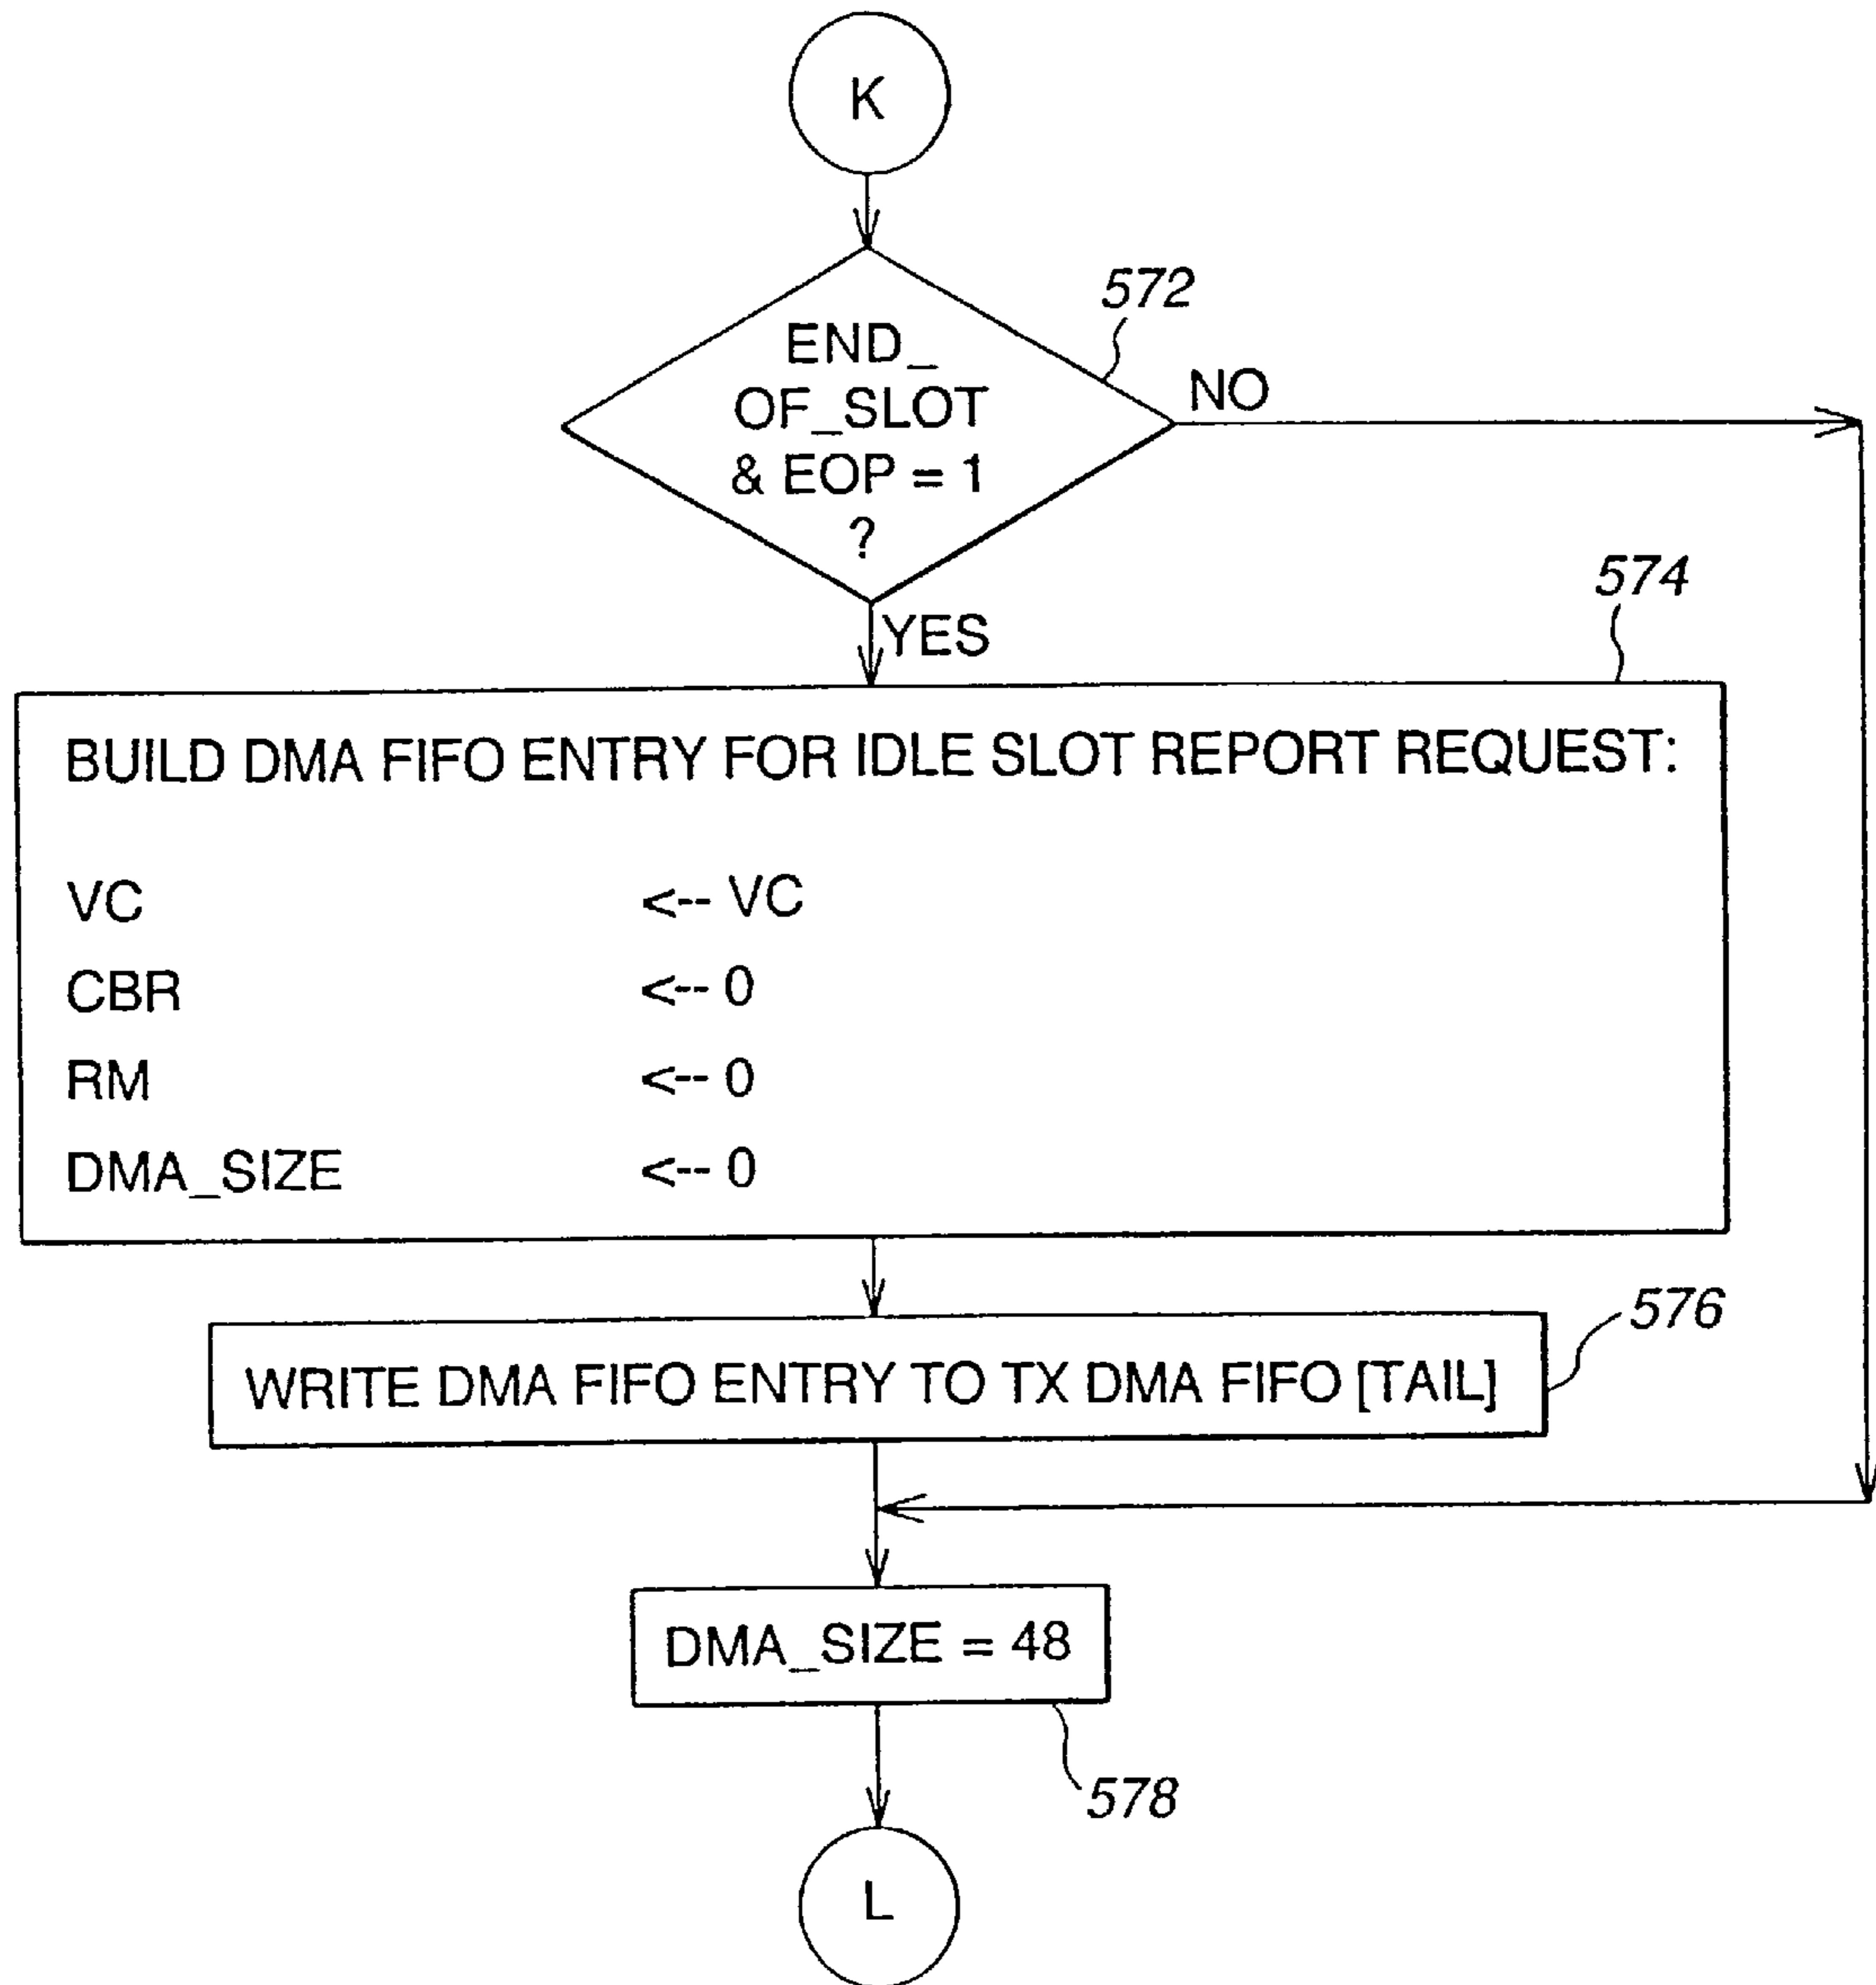 K
572
END_
OF_SLOT
& EOP = 1
?
NO
YES
574
BUILD DMA FIFO ENTRY FOR IDLE SLOT REPORT REQUEST:
VC <-- VC
CBR <-- 0
RM <-- 0
DMA_SIZE <-- 0
576
WRITE DMA FIFO ENTRY TO TX DMA FIFO [TAIL]
DMA_SIZE = 48
578
L